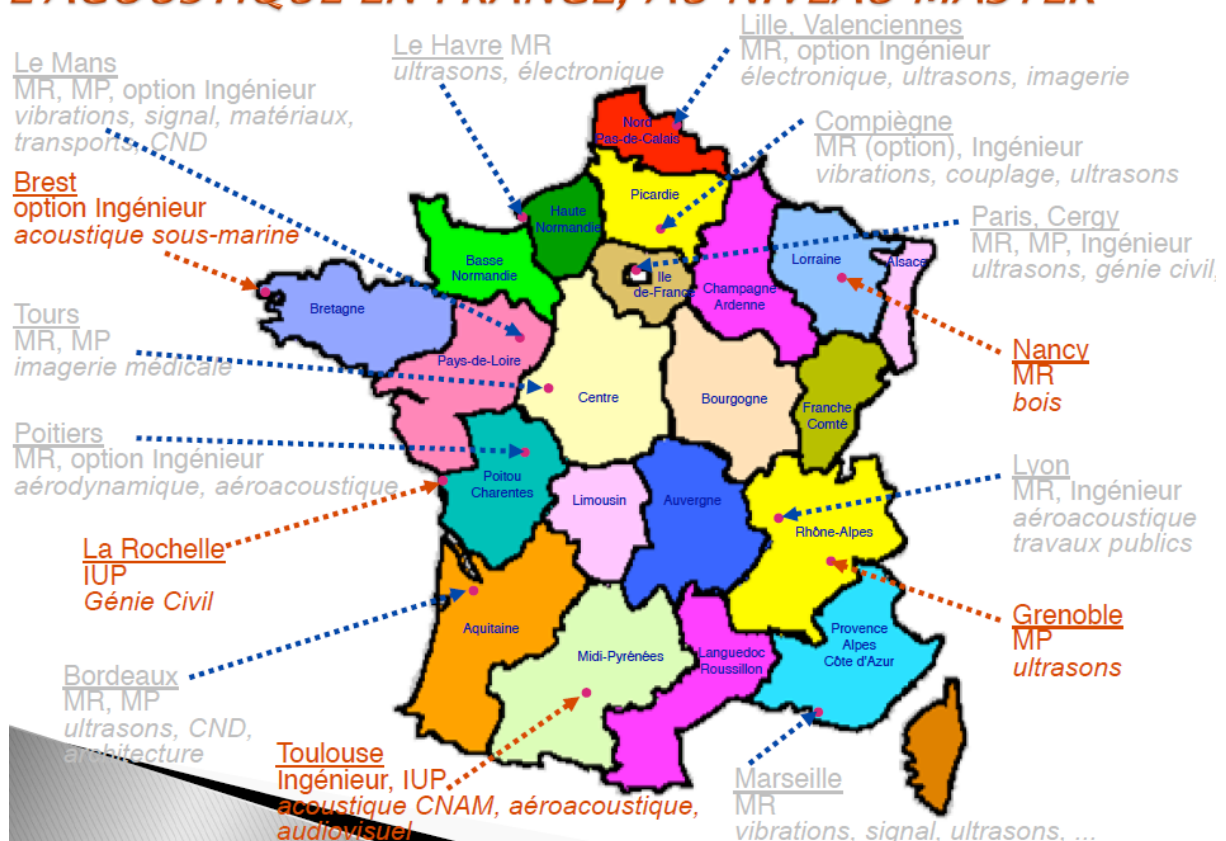 L'ACOUSTIQUE EN FRANCE, AU NIVEAU MASTER
Le Mans
MR, MP, option Ingénieur
vibrations, signal, matériaux,
transports, CND
Le Havre MR
ultrasons, électronique
Lille, Valenciennes
MR, option Ingénieur
électronique, ultrasons, imagerie
Compiègne
MR (option), Ingénieur
vibrations, couplage, ultrasons
Brest
option Ingénieur
acoustique sous-marine
Paris, Cergy
MR, MP, Ingénieur
ultrasons, génie civil,
Tours
MR, MP
imagerie médicale
Nancy
MR
bois
Poitiers
MR, option Ingénieur
aérodynamique, aéroacoustique
Lyon
MR, Ingénieur
aéroacoustique
travaux publics
La Rochelle
IUP
Génie Civil
Grenoble
MP
ultrasons
Bordeaux
MR, MP
ultrasons, CND,
architecture
Toulouse
Ingénieur, IUP
acoustique CNAM, aéroacoustique,
audiovisuel
Marseille
MR
vibrations, signal, ultrasons, ...
Nord
Pas-de-Calais
Picardie
Haute
Normandie
Basse
Normandie
Ile
de-France
Champagne
Ardenne
Lorraine
Alsace
Bretagne
Pays-de-Loire
Centre
Bourgogne
Franche
Comté
Poitou
Charentes
Limousin
Auvergne
Rhône-Alpes
Aquitaine
Midi-Pyrénées
Languedoc
Roussillon
Provence
Alpes
Côte d'Azur